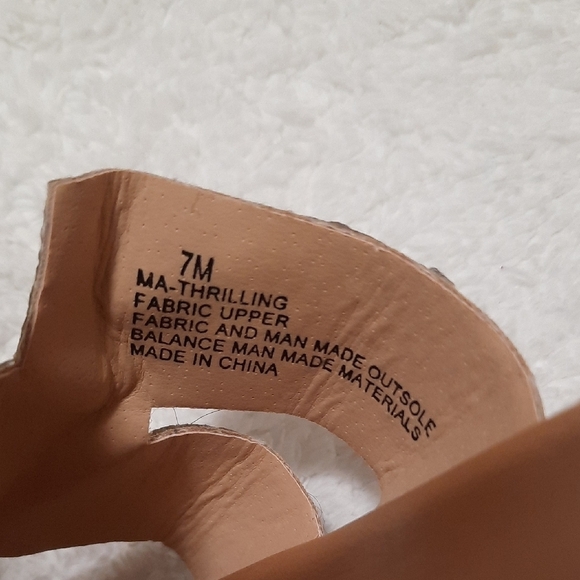 7M
MA-THRILLING
FABRIC UPPER
FABRIC AND MAN MADE OUTSOLE
BALANCE MAN MADE MATERIALS
MADE IN CHINA